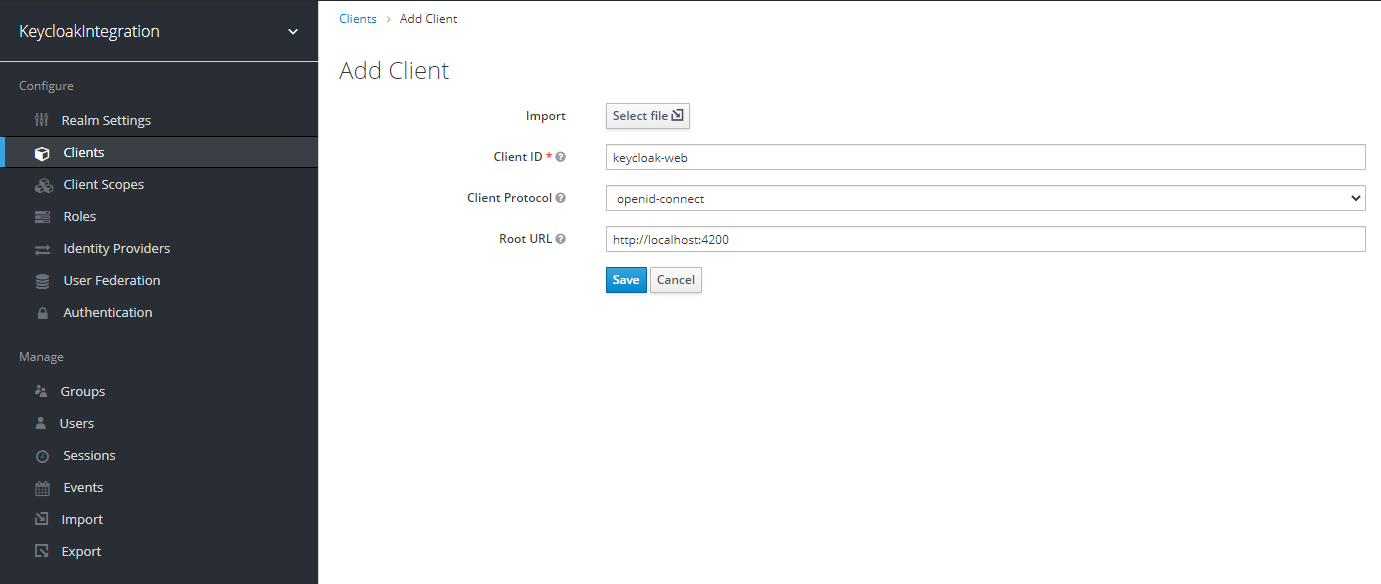 KeycloakIntegration
Configure
Realm Settings
Clients
Client Scopes
Roles
Identity Providers
User Federation
Authentication
Manage
Groups
Users
Sessions
Events
Import
Export
Clients > Add Client
Add Client
Import Select file
Client ID * keycloak-web
Client Protocol openid-connect
Root URL http://localhost:4200
Save Cancel